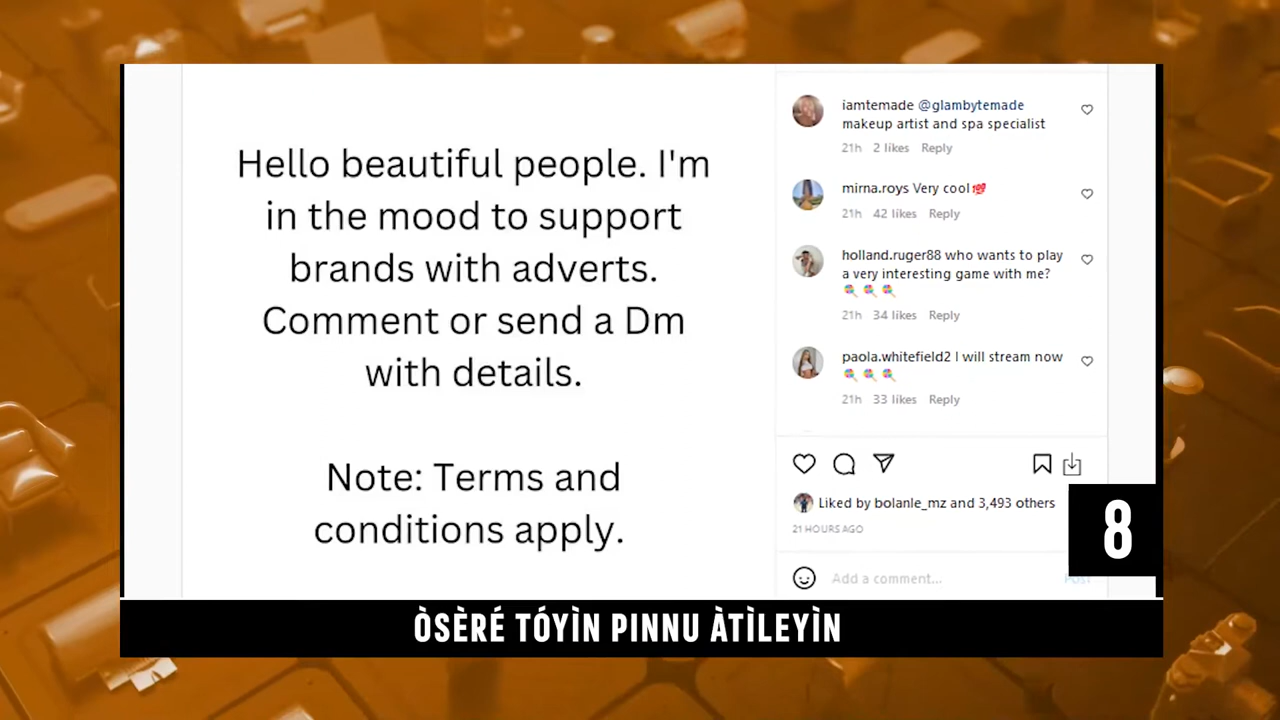 Hello beautiful people. I'm
in the mood to support
brands with adverts.
Comment or send a Dm
with details.
Note: Terms and
conditions apply.
iamtemade @glambytemade
makeup artist and spa specialist
21h 2 likes Reply
mirna.roys Very cool💯
21h 42 likes Reply
holland.ruger88 who wants to play
a very interesting game with me?
🍭🍭🍭
21h 34 likes Reply
paola.whitefield2 I will stream now
🍭🍭🍭
21h 33 likes Reply
Liked by bolanle_mz and 3,493 others
21 HOURS AGO
Add a comment...
Post
8
ÒSÈRÉ TÓYÌN PINNU ÀTÌLEYÌN